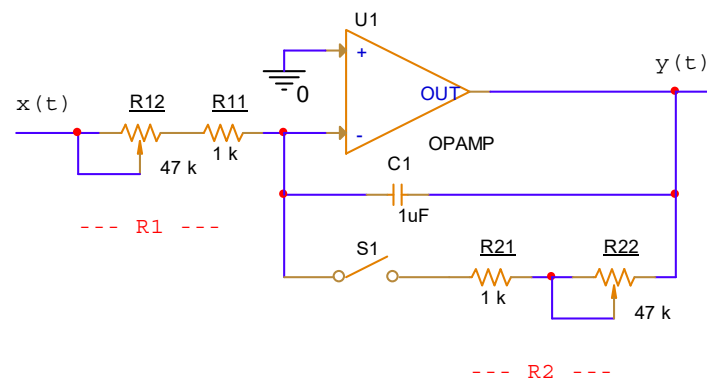 U1
+
y(t)
0
OUT
x(t)
R12
R11
-
OPAMP
47 k
1 k
C1
1uF
--- R1 ---
S1
R21
R22
1 k
47 k
--- R2 ---